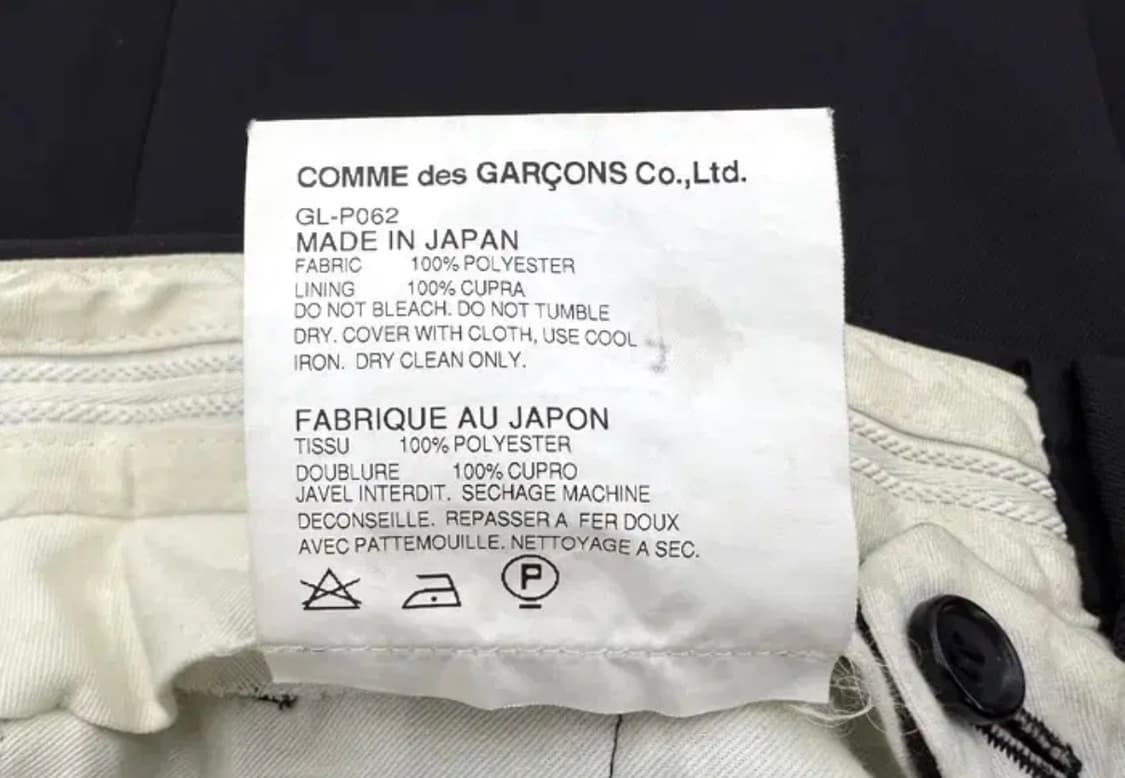 COMME des GARÇONS Co.,Ltd.
GL-P062
MADE IN JAPAN
FABRIC 100% POLYESTER
LINING 100% CUPRA
DO NOT BLEACH. DO NOT TUMBLE
DRY. COVER WITH CLOTH, USE COOL
IRON. DRY CLEAN ONLY.
FABRIQUE AU JAPON
TISSU 100% POLYESTER
DOUBLURE 100% CUPRO
JAVEL INTERDIT. SECHAGE MACHINE
DECONSEILLE. REPASSER A FER DOUX
AVEC PATTEMOUILLE. NETTOYAGE A SEC.
P